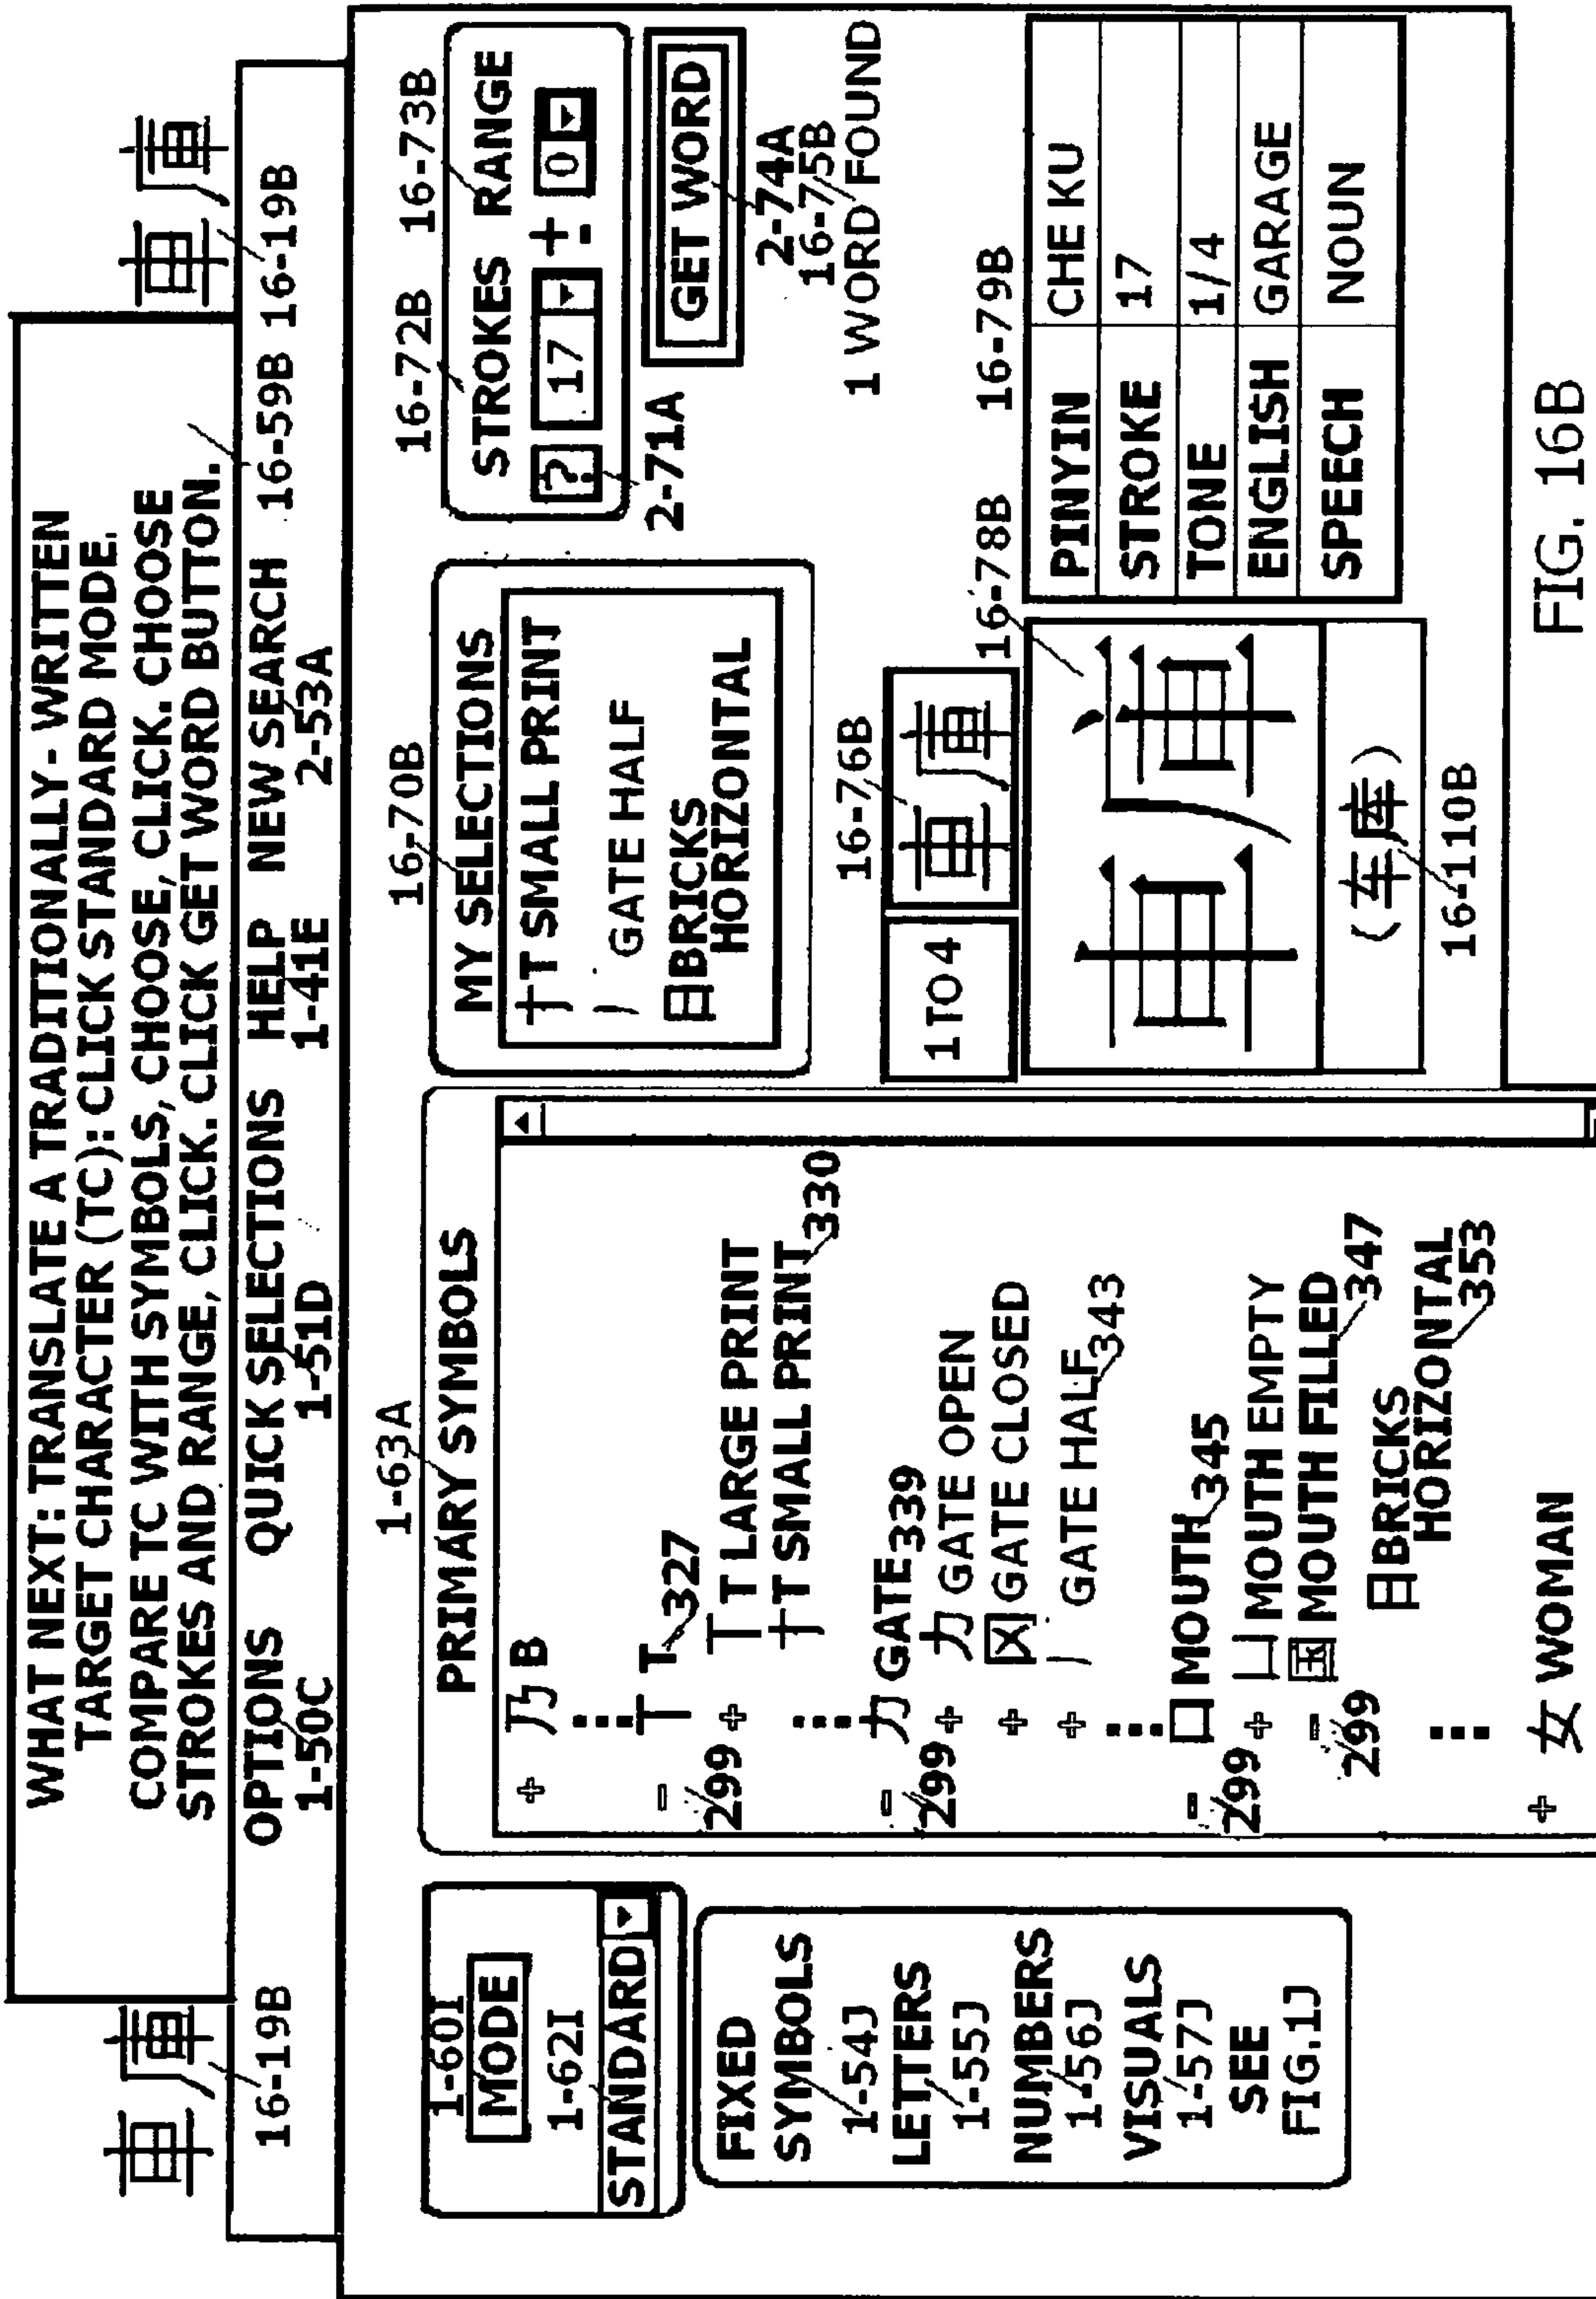 WHAT NEXT: TRANSLATE A TRADITIONALLY-WRITTEN
TARGET CHARACTER (TC): CLICK STANDARD MODE.
COMPARE TC WITH SYMBOLS, CHOOSE, CLICK. CHOOSE
STROKES AND RANGE, CLICK. CLICK GET WORD BUTTON.
車庫
車庫
16-19B
OPTIONS QUICK SELECTIONS HELP NEW SEARCH 16-59B 16-19B
1-50C 1-51D 1-41E 2-53A
1-60I
MODE
1-62I
STANDARD
FIXED
SYMBOLS
1-54J
LETTERS
1-55J
NUMBERS
1-56J
VISUALS
1-57J
SEE
FIG.1J
1-63A
PRIMARY SYMBOLS
+ 乃 B
- T 327
299 + T LARGE PRINT
T SMALL PRINT 330
- 力 GATE 339
299 + 力 GATE OPEN
+ 冈 GATE CLOSED
+ 丿 GATE HALF 343
- 口 MOUTH 345
299 + 凵 MOUTH EMPTY
- 国 MOUTH FILLED 347
299
日 BRICKS
HORIZONTAL
353
+ 女 WOMAN
16-70B
MY SELECTIONS
T SMALL PRINT
丿 GATE HALF
日 BRICKS
HORIZONTAL
16-72B 16-73B
STROKES RANGE
? 17 ± 0
2-71A
GET WORD
2-74A
16-75B
1 WORD FOUND
16-76B
1 TO 4 車庫
16-78B 16-79B
車庫
(车库)
16-110B
PINYIN CHE KU
STROKE 17
TONE 1/4
ENGLISH GARAGE
SPEECH NOUN
FIG. 16B